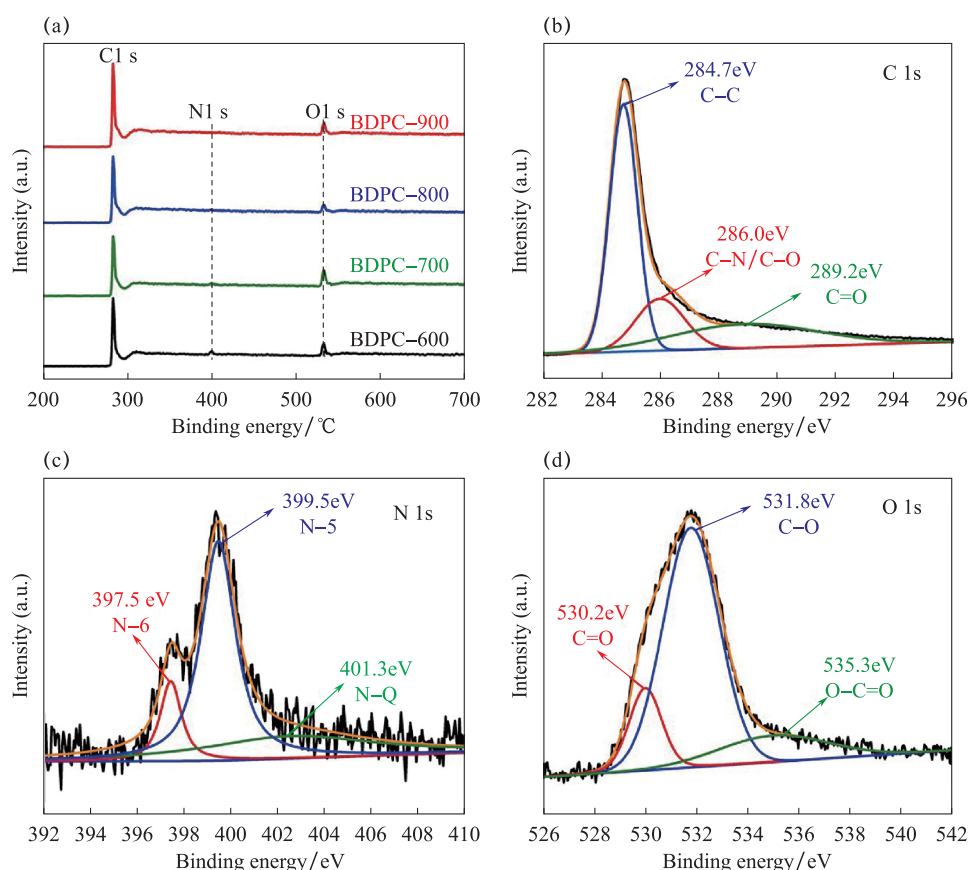 (a)
C1 s
N1 s
O1 s
BDPC−900
BDPC−800
BDPC−700
BDPC−600
Intensity (a.u.)
200 300 400 500 600 700
Binding energy/℃
(b)
C 1s
284.7eV
C−C
286.0eV
C−N/C−O
289.2eV
C=O
Intensity (a.u.)
282 284 286 288 290 292 294 296
Binding energy/eV
(c)
N 1s
399.5eV
N−5
397.5 eV
N−6
401.3eV
N−Q
Intensity (a.u.)
392 394 396 398 400 402 404 406 408 410
Binding energy/eV
(d)
O 1s
531.8eV
C−O
530.2eV
C=O
535.3eV
O−C=O
Intensity (a.u.)
526 528 530 532 534 536 538 540 542
Binding energy/eV